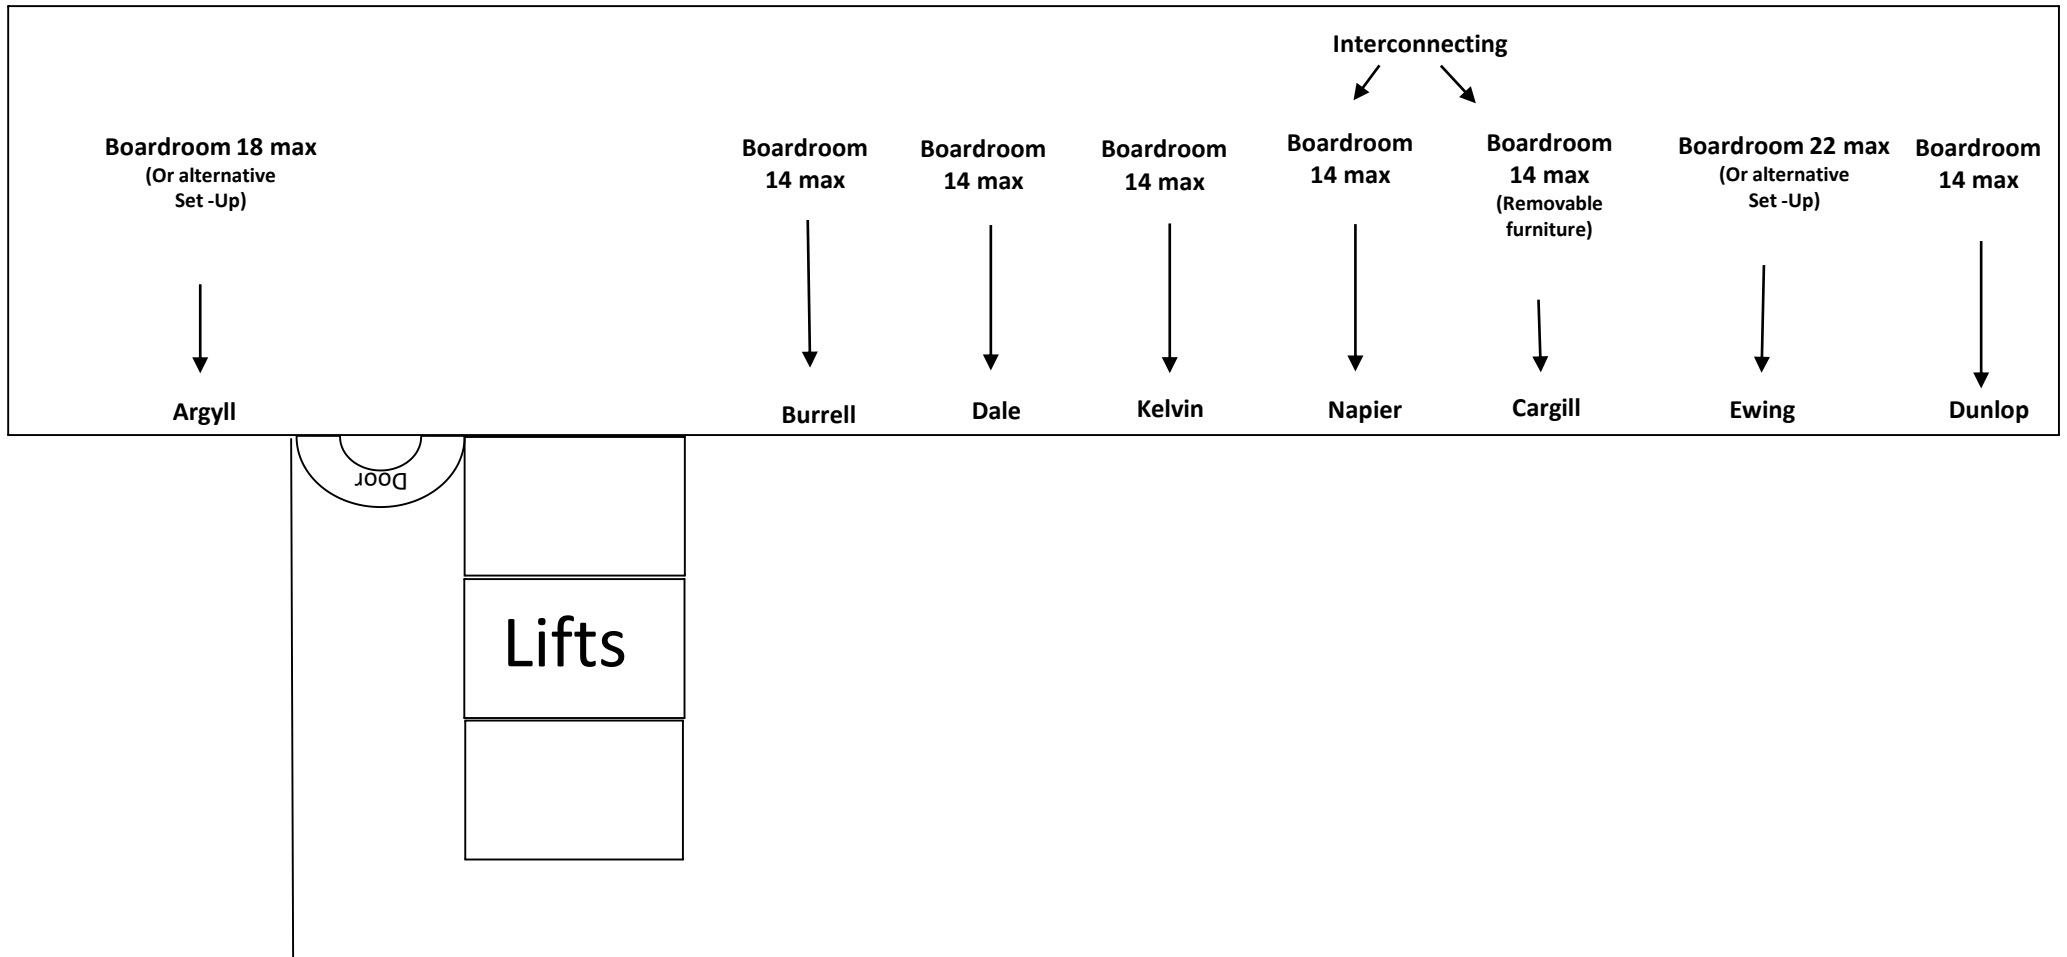 Interconnecting
Boardroom 18 max
(Or alternative
Set -Up)
Boardroom
14 max
Boardroom
14 max
Boardroom
14 max
Boardroom
14 max
Boardroom
14 max
(Removable
furniture)
Boardroom 22 max
(Or alternative
Set -Up)
Boardroom
14 max
Argyll
Burrell
Dale
Kelvin
Napier
Cargill
Ewing
Dunlop
Door
Lifts